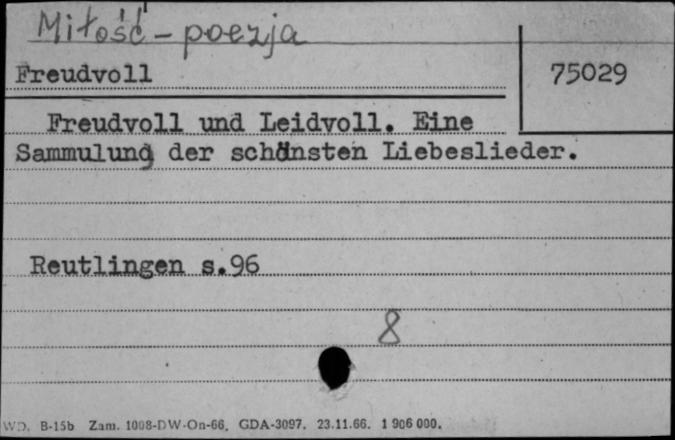 Miłość - poezja
Freudvoll
75029
Freudvoll und Leidvoll. Eine
Sammulung der schönsten Liebeslieder.
Reutlingen s.96
8
WD. B-15b Zam. 1008-DW-On-66. GDA-3097. 23.11.66. 1 906 000.